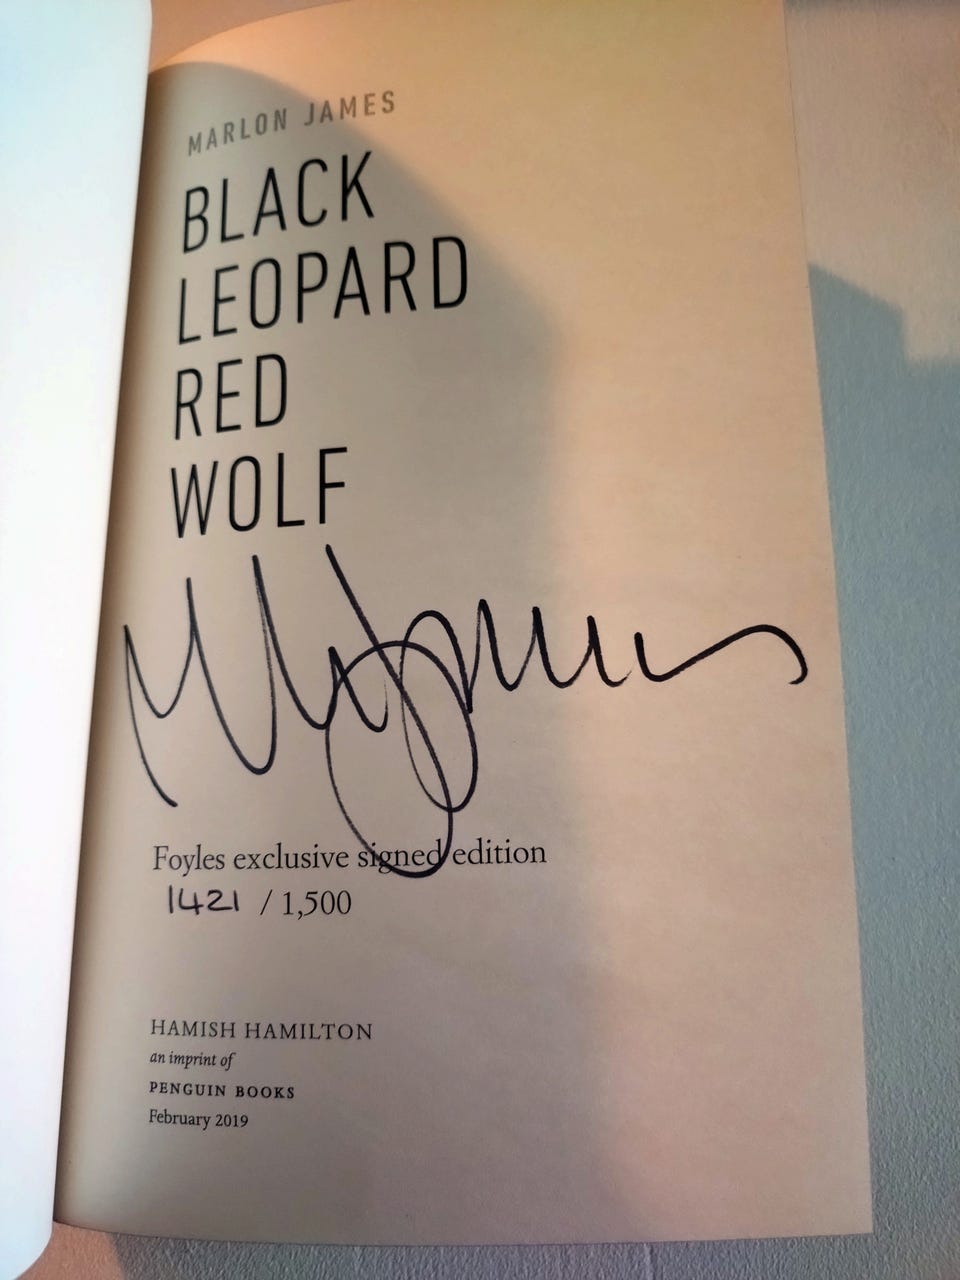 MARLON JAMES
BLACK
LEOPARD
RED
WOLF
Foyles exclusive signed edition
1421 / 1,500
HAMISH HAMILTON
an imprint of
PENGUIN BOOKS
February 2019